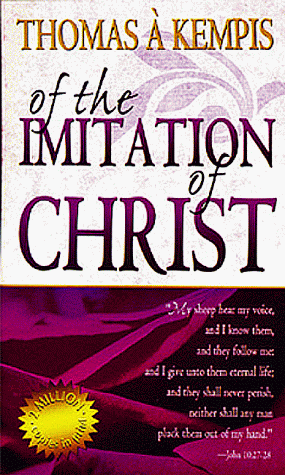 THOMAS À KEMPIS
of the
IMITATION
of
CHRIST
"My sheep hear my voice,
and I know them,
and they follow me:
and I give unto them eternal life;
and they shall never perish,
neither shall any man
pluck them out of my hand."
—John 10:27-28
2 MILLION
copies in print